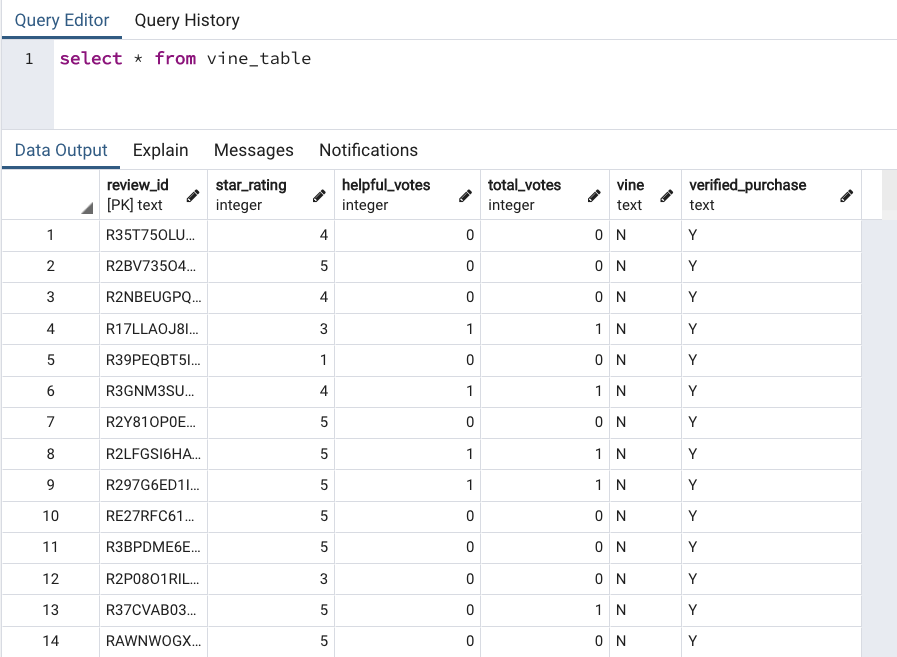 Query Editor Query History
1 select * from vine_table
Data Output Explain Messages Notifications
review_id star_rating helpful_votes total_votes vine verified_purchase
[PK] text integer integer integer text text
1 R35T75OLU... 4 0 0 N Y
2 R2BV735O4... 5 0 0 N Y
3 R2NBEUGPQ... 4 0 0 N Y
4 R17LLAOJ8I... 3 1 1 N Y
5 R39PEQBT5I... 1 0 0 N Y
6 R3GNM3SU... 4 1 1 N Y
7 R2Y81OP0E... 5 0 0 N Y
8 R2LFGSI6HA... 5 1 1 N Y
9 R297G6ED1I... 5 1 1 N Y
10 RE27RFC61... 5 0 0 N Y
11 R3BPDME6E... 5 0 0 N Y
12 R2P08O1RIL... 3 0 0 N Y
13 R37CVAB03... 5 0 1 N Y
14 RAWNWOGX... 5 0 0 N Y